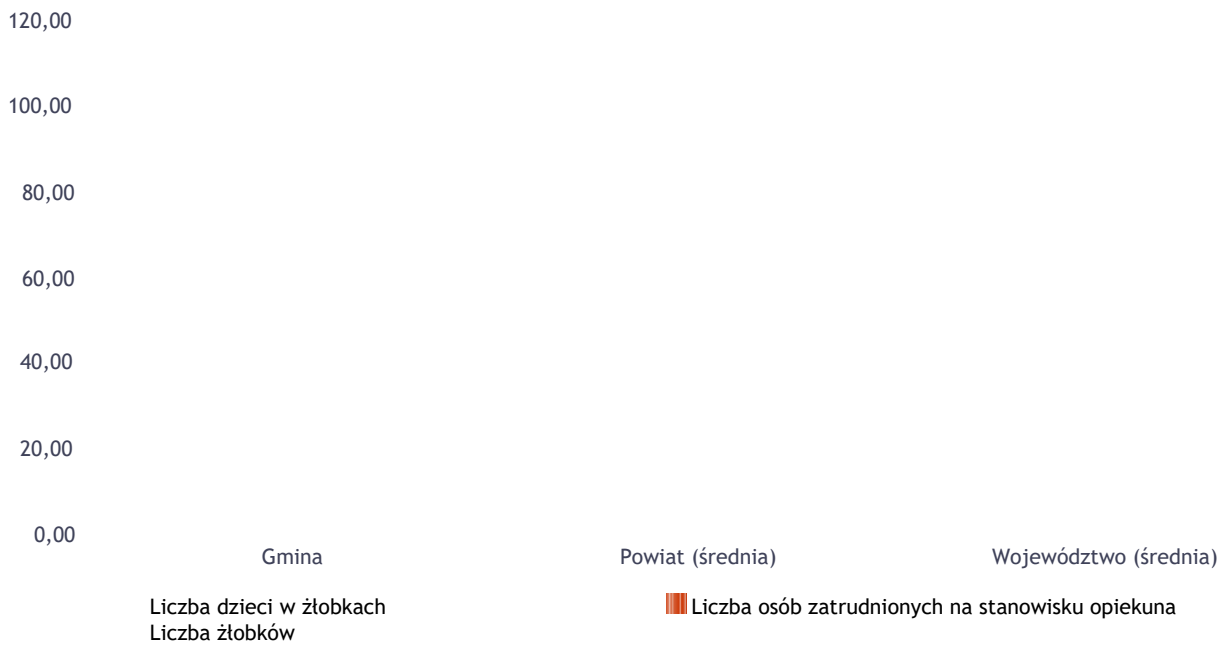 120,00
100,00
80,00
60,00
40,00
20,00
0,00
Gmina Powiat (średnia) Województwo (średnia)
Liczba dzieci w żłobkach Liczba osób zatrudnionych na stanowisku opiekuna
Liczba żłobków